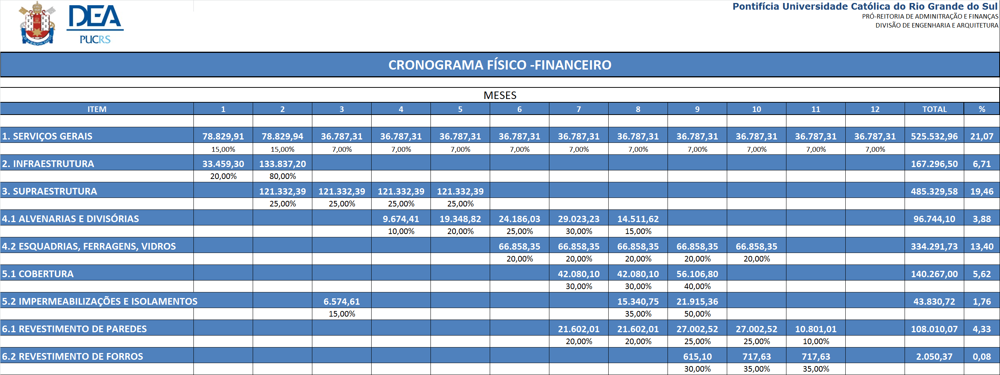 DEA
PUCRS
Pontifícia Universidade Católica do Rio Grande do Sul
PRÓ-REITORIA DE ADMINITRAÇÃO E FINANÇAS
DIVISÃO DE ENGENHARIA E ARQUITETURA
CRONOGRAMA FÍSICO -FINANCEIRO
MESES
ITEM 1 2 3 4 5 6 7 8 9 10 11 12 TOTAL %
1. SERVIÇOS GERAIS 78.829,91 78.829,94 36.787,31 36.787,31 36.787,31 36.787,31 36.787,31 36.787,31 36.787,31 36.787,31 36.787,31 36.787,31 525.532,96 21,07
15,00% 15,00% 7,00% 7,00% 7,00% 7,00% 7,00% 7,00% 7,00% 7,00% 7,00% 7,00%
2. INFRAESTRUTURA 33.459,30 133.837,20 167.296,50 6,71
20,00% 80,00%
3. SUPRAESTRUTURA 121.332,39 121.332,39 121.332,39 121.332,39 485.329,58 19,46
25,00% 25,00% 25,00% 25,00%
4.1 ALVENARIAS E DIVISÓRIAS 9.674,41 19.348,82 24.186,03 29.023,23 14.511,62 96.744,10 3,88
10,00% 20,00% 25,00% 30,00% 15,00%
4.2 ESQUADRIAS, FERRAGENS, VIDROS 66.858,35 66.858,35 66.858,35 66.858,35 66.858,35 334.291,73 13,40
20,00% 20,00% 20,00% 20,00% 20,00%
5.1 COBERTURA 42.080,10 42.080,10 56.106,80 140.267,00 5,62
30,00% 30,00% 40,00%
5.2 IMPERMEABILIZAÇÕES E ISOLAMENTOS 6.574,61 15.340,75 21.915,36 43.830,72 1,76
15,00% 35,00% 50,00%
6.1 REVESTIMENTO DE PAREDES 21.602,01 21.602,01 27.002,52 27.002,52 10.801,01 108.010,07 4,33
20,00% 20,00% 25,00% 25,00% 10,00%
6.2 REVESTIMENTO DE FORROS 615,10 717,63 717,63 2.050,37 0,08
30,00% 35,00% 35,00%